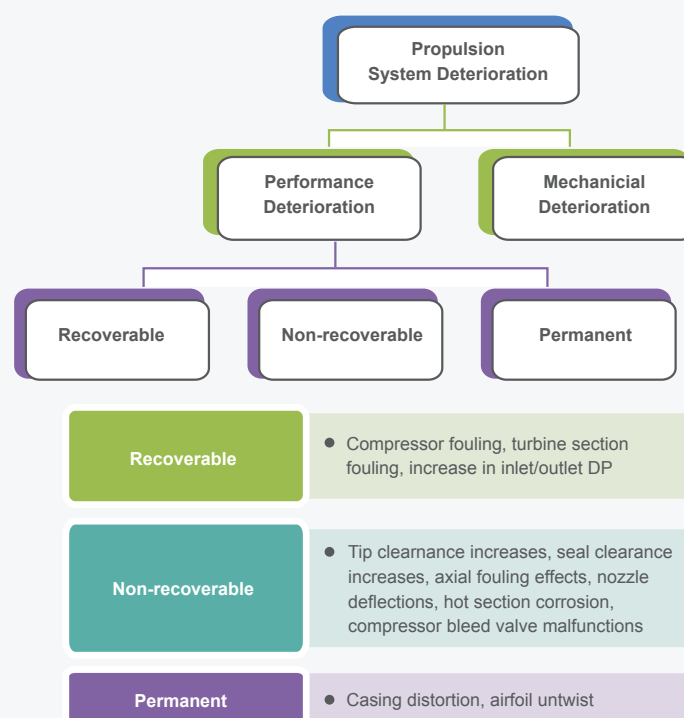 Propulsion
System Deterioration
Performance
Deterioration
Mechanicial
Deterioration
Recoverable
Non-recoverable
Permanent
Recoverable
● Compressor fouling, turbine section
fouling, increase in inlet/outlet DP
Non-recoverable
● Tip clearnance increases, seal clearance
increases, axial fouling effects, nozzle
deflections, hot section corrosion,
compressor bleed valve malfunctions
Permanent
● Casing distortion, airfoil untwist